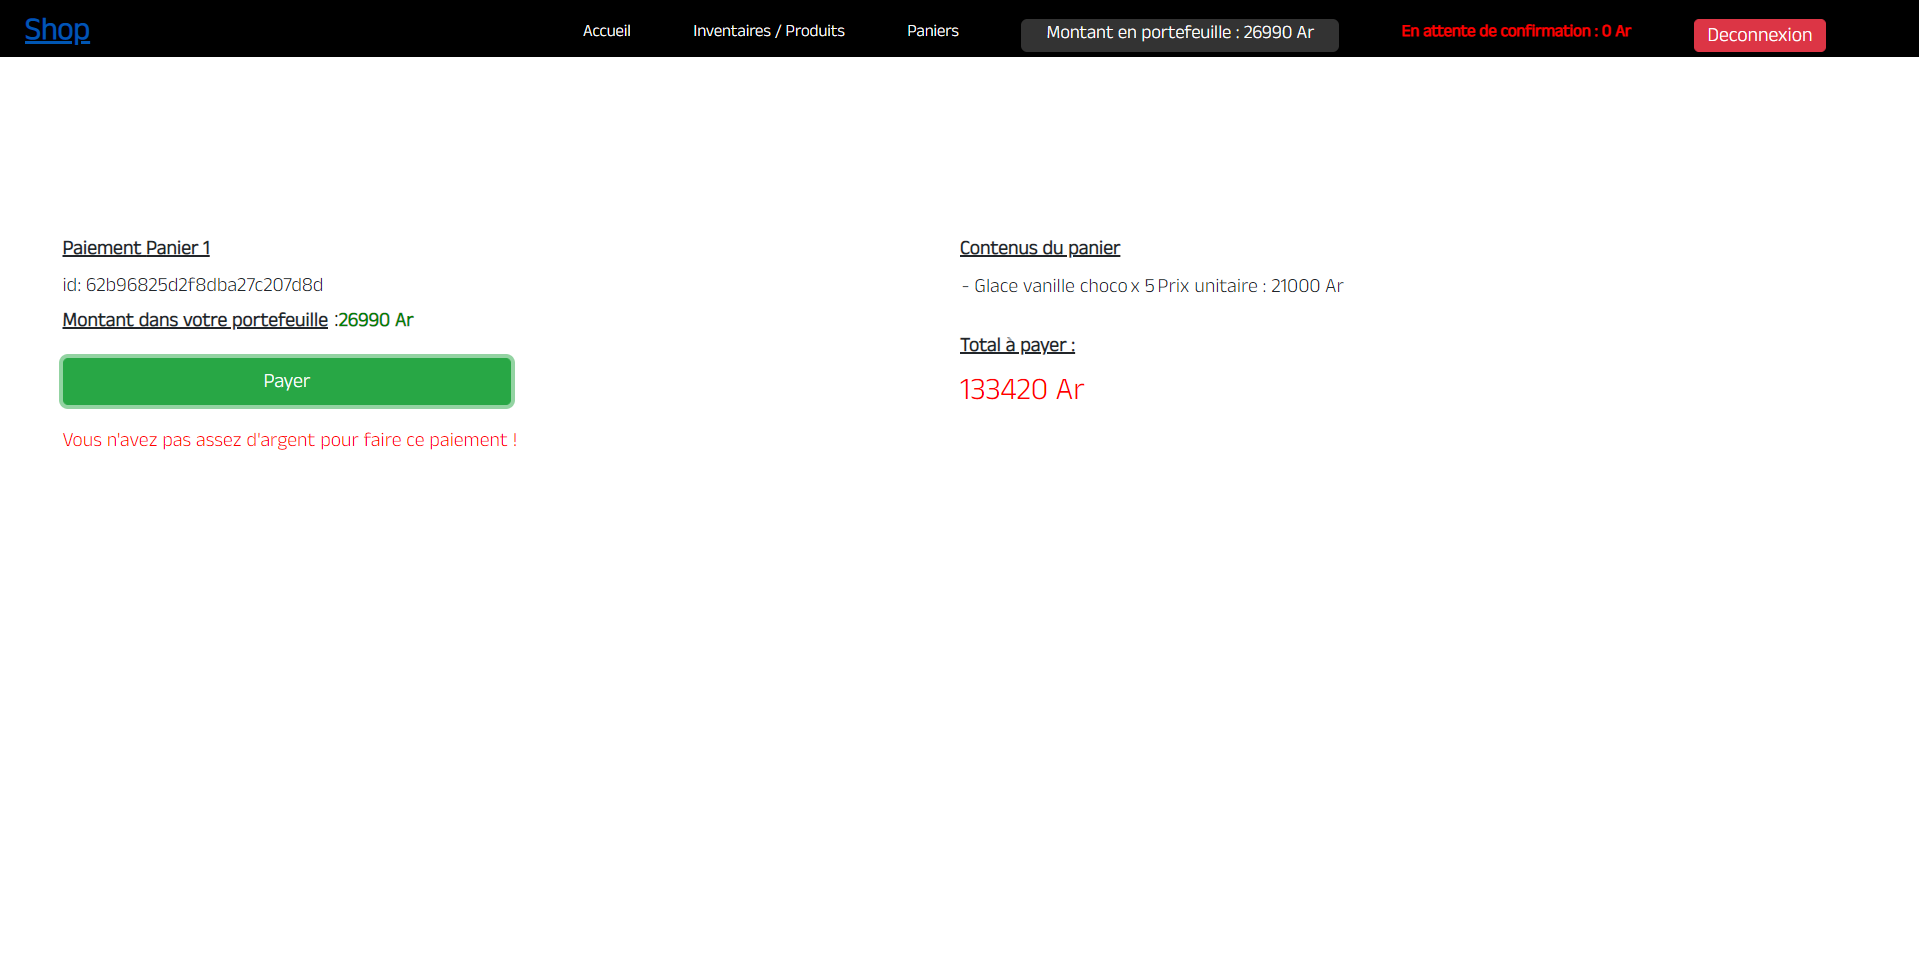 Shop
Accueil
Inventaires / Produits
Paniers
Montant en portefeuille : 26990 Ar
En attente de confirmation : 0 Ar
Deconnexion
Paiement Panier 1
id: 62b96825d2f8dba27c207d8d
Montant dans votre portefeuille :26990 Ar
Payer
Vous n'avez pas assez d'argent pour faire ce paiement !
Contenus du panier
- Glace vanille choco x 5 Prix unitaire : 21000 Ar
Total à payer :
133420 Ar